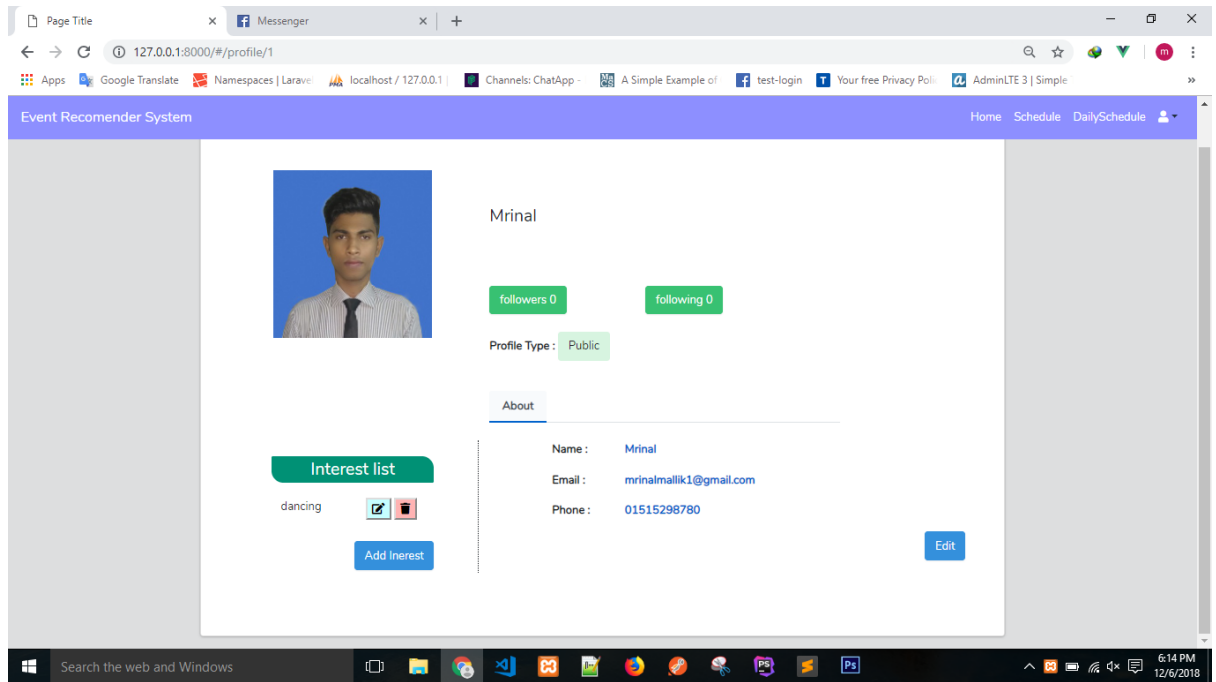 Page Title
Messenger
127.0.0.1:8000/#/profile/1
m
Apps Google Translate Namespaces | Larave localhost / 127.0.0.1 | Channels: ChatApp - A Simple Example of test-login Your free Privacy Poli AdminLTE 3 | Simple
Event Recomender System
Home Schedule DailySchedule
Mrinal
followers 0 following 0
Profile Type : Public
About
Name : Mrinal
Email : mrinalmallik1@gmail.com
Phone : 01515298780
Edit
Interest list
dancing
Add Inerest
Search the web and Windows
PS
Ps
6:14 PM
12/6/2018